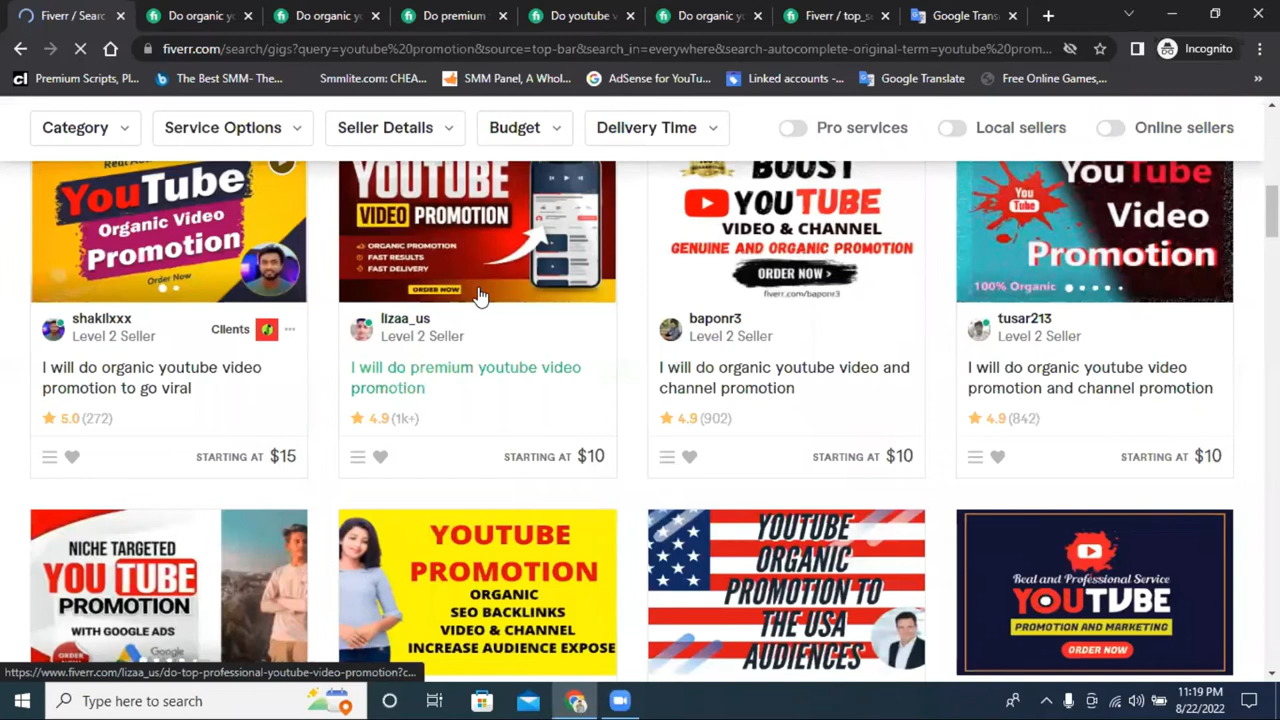 Fiverr / Sear
Do organic yo
Do organic yo
Do premium
Do youtube v
Do organic yo
Fiverr / top_se
Google Trans
Incognito
fiverr.com/search/gigs?query=youtube%20promotion&source=top-bar&search_in=everywhere&search-autocomplete-original-term=youtube%20prom...
Premium Scripts, Pl...
The Best SMM- The...
Smmlite.com: CHEA...
SMM Panel, A Whol...
AdSense for YouTu...
Linked accounts -...
Google Translate
Free Online Games,...
Category
Service Options
Seller Details
Budget
Delivery Time
Pro services
Local sellers
Online sellers
YouTube
Organic Video
Promotion
Order Now
YOUTUBE
VIDEO PROMOTION
ORGANIC PROMOTION
FAST RESULTS
FAST DELIVERY
ORDER NOW
BOOST
YOUTUBE
VIDEO & CHANNEL
GENUINE AND ORGANIC PROMOTION
ORDER NOW >
fiverr.com/baponr3
YouTube
You
Tube
Video
Promotion
100% Organic
shakilxxx
Level 2 Seller
Clients
lizaa_us
Level 2 Seller
baponr3
Level 2 Seller
tusar213
Level 2 Seller
I will do organic youtube video
promotion to go viral
I will do premium youtube video
promotion
I will do organic youtube video and
channel promotion
I will do organic youtube video
promotion and channel promotion
5.0 (272)
4.9 (1k+)
4.9 (902)
4.9 (842)
STARTING AT $15
STARTING AT $10
STARTING AT $10
STARTING AT $10
NICHE TARGETED
YOU TUBE
PROMOTION
WITH GOOGLE ADS
Google
YOUTUBE
PROMOTION
ORGANIC
SEO BACKLINKS
VIDEO & CHANNEL
INCREASE AUDIENCE EXPOSE
YOUTUBE
ORGANIC
PROMOTION TO
THE USA
AUDIENCES
Real and Professional Service
YOUTUBE
PROMOTION AND MARKETING
ORDER NOW
https://www.fiverr.com/lizaa_us/do-top-professional-youtube-video-promotion?c...
Type here to search
11:19 PM
8/22/2022